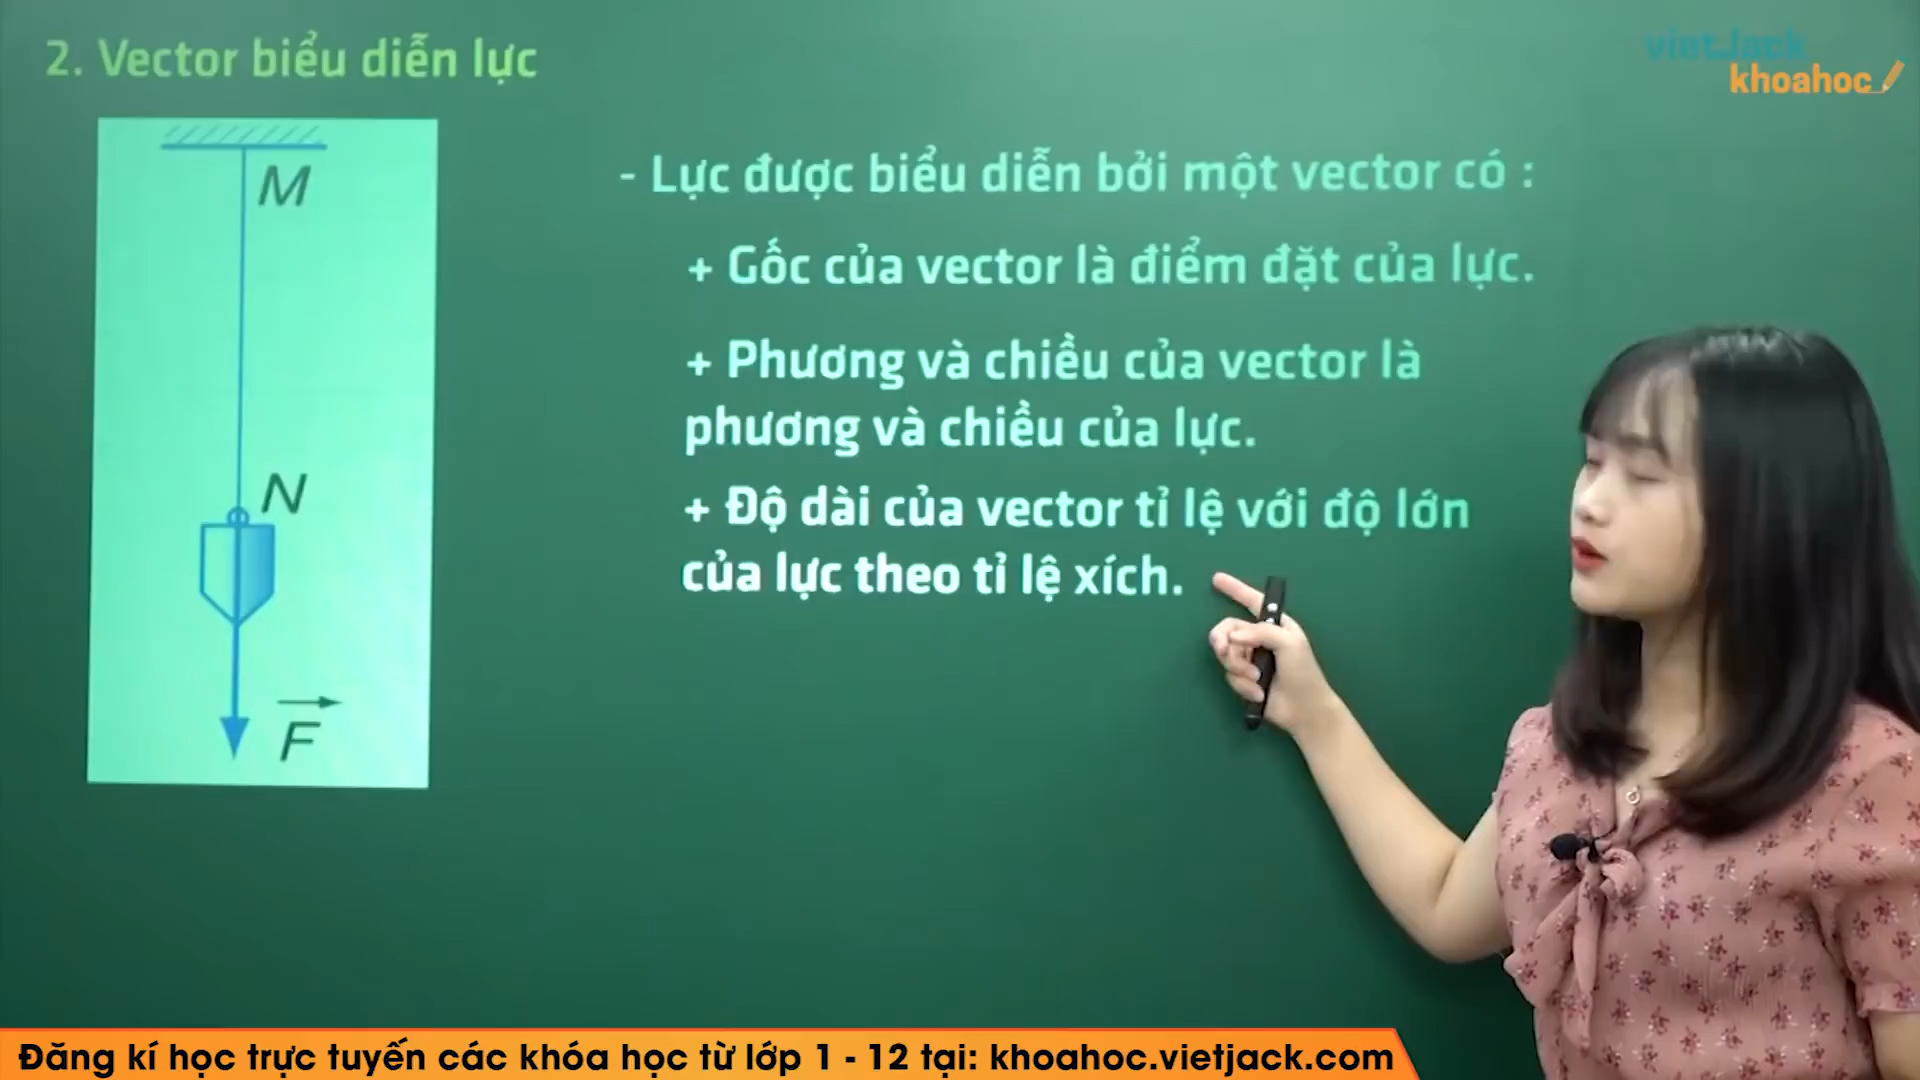 2. Vector biểu diễn lực
vietJack
khoahoc
M
N
F
- Lực được biểu diễn bởi một vector có :
+ Gốc của vector là điểm đặt của lực.
+ Phương và chiều của vector là
phương và chiều của lực.
+ Độ dài của vector tỉ lệ với độ lớn
của lực theo tỉ lệ xích.
Đăng kí học trực tuyến các khóa học từ lớp 1 - 12 tại: khoahoc.vietjack.com